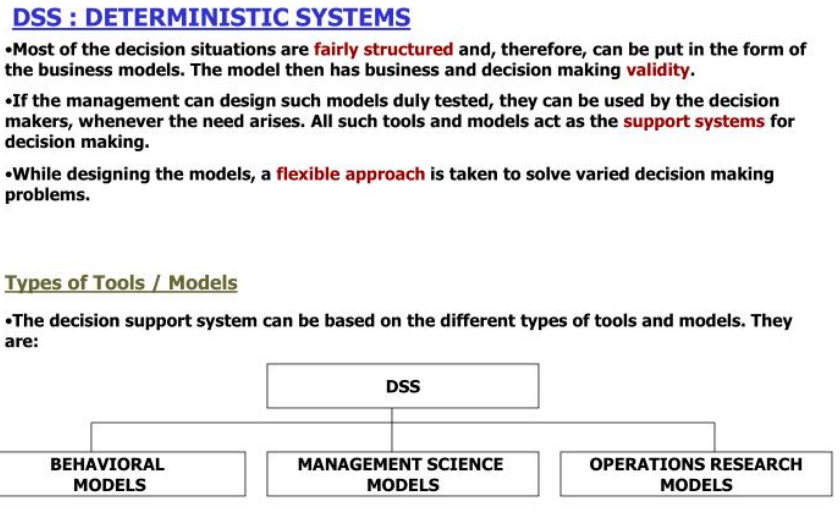 DSS : DETERMINISTIC SYSTEMS
•Most of the decision situations are fairly structured and, therefore, can be put in the form of
the business models. The model then has business and decision making validity.
•If the management can design such models duly tested, they can be used by the decision
makers, whenever the need arises. All such tools and models act as the support systems for
decision making.
•While designing the models, a flexible approach is taken to solve varied decision making
problems.
Types of Tools / Models
•The decision support system can be based on the different types of tools and models. They
are:
DSS
BEHAVIORAL
MODELS
MANAGEMENT SCIENCE
MODELS
OPERATIONS RESEARCH
MODELS